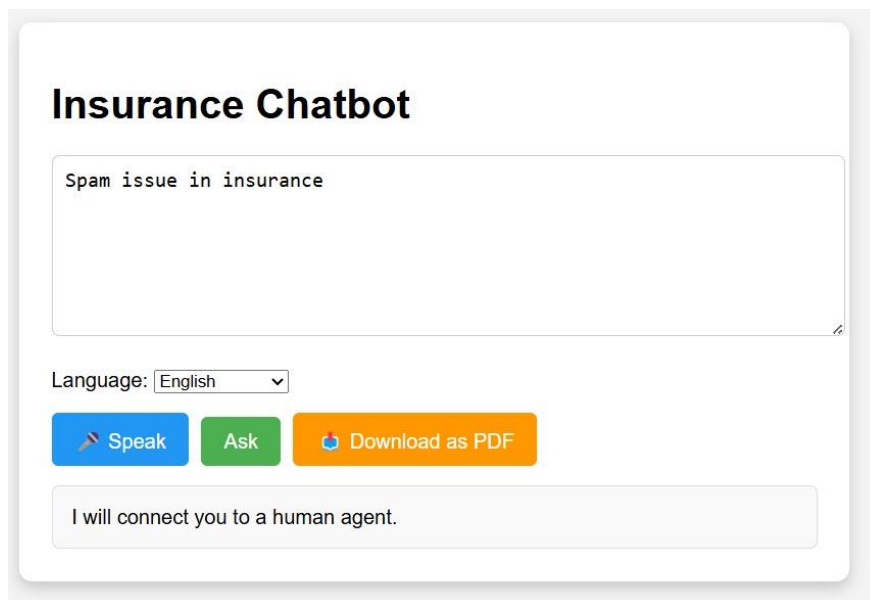 Insurance Chatbot
Spam issue in insurance
Language: English
Speak Ask Download as PDF
I will connect you to a human agent.